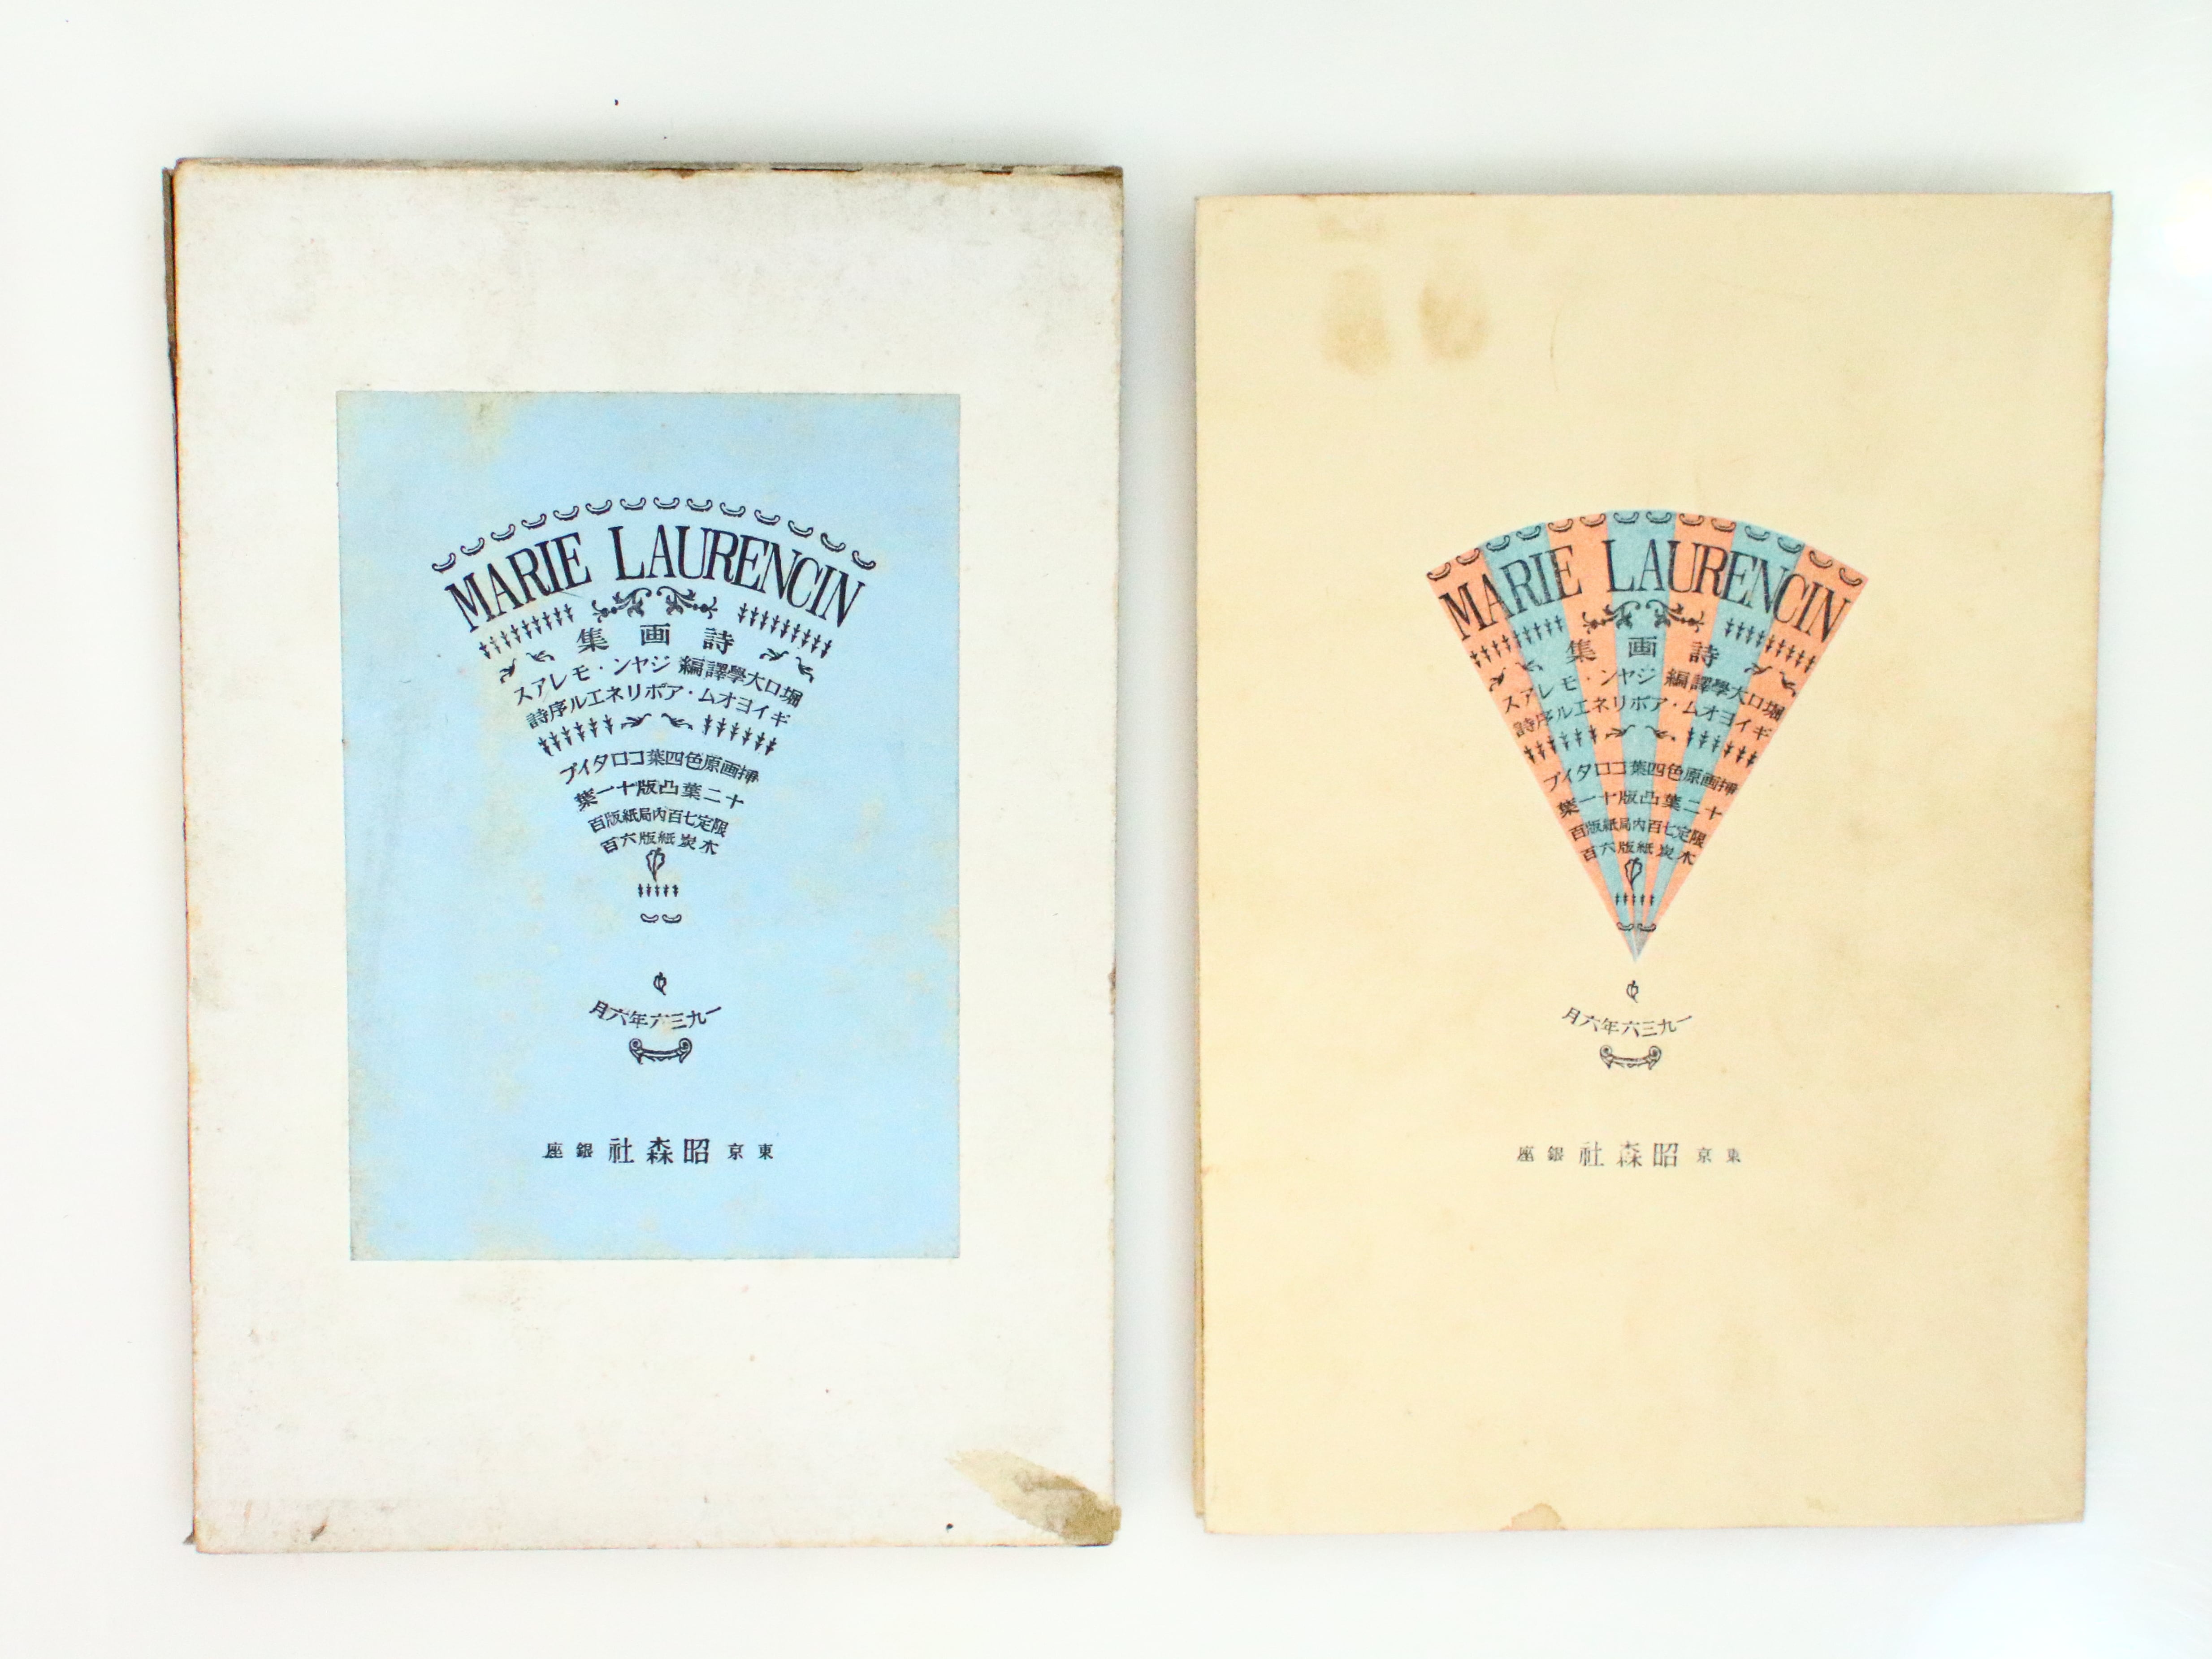 MARIE LAURENCIN
詩画集
堀口大學譯編 ジヤン・モレアス
ギイヨオム・アポリネエル序詩
挿画原色四葉コロタイプ
十二葉凸版十一葉
限定七百内局紙版百
木炭紙版六百
一九三六年六月
東京 昭森社 銀座
MARIE LAURENCIN
詩画集
堀口大學譯編 ジヤン・モレアス
ギイヨオム・アポリネエル序詩
挿画原色四葉コロタイプ
十二葉凸版十一葉
限定七百内局紙版百
木炭紙版六百
一九三六年六月
東京 昭森社 銀座